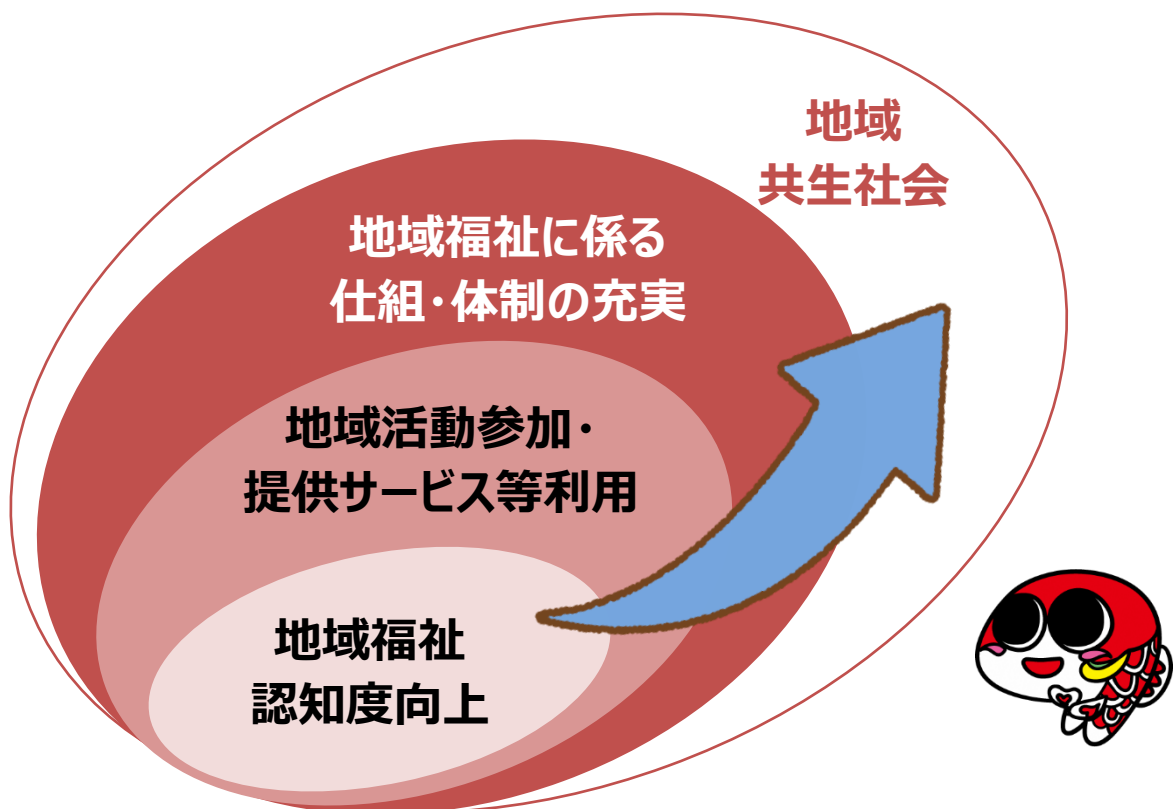 地域
共生社会
地域福祉に係る
仕組・体制の充実
地域活動参加・
提供サービス等利用
地域福祉
認知度向上